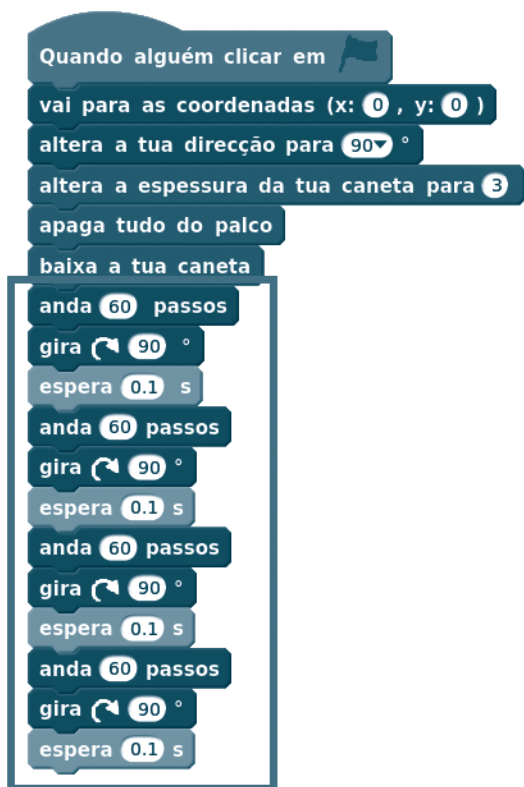 Quando alguém clicar em
vai para as coordenadas (x: 0 , y: 0 )
altera a tua direcção para 90 °
altera a espessura da tua caneta para 3
apaga tudo do palco
baixa a tua caneta
anda 60 passos
gira 90 °
espera 0.1 s
anda 60 passos
gira 90 °
espera 0.1 s
anda 60 passos
gira 90 °
espera 0.1 s
anda 60 passos
gira 90 °
espera 0.1 s